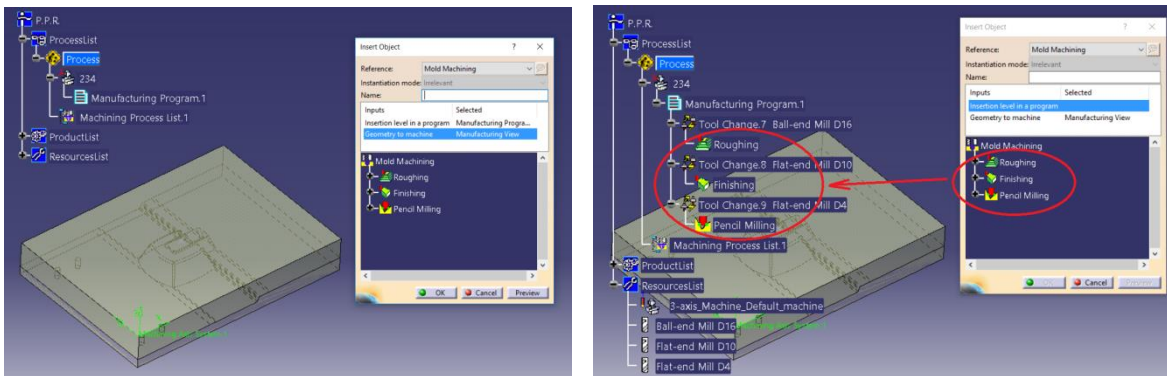 P.P.R.
ProcessList
Process
234
Manufacturing Program.1
Machining Process List.1
ProductList
ResourcesList
Insert Object ? ×
Reference: Mold Machining
Instantiation mode: Irrelevant
Name:
Inputs Selected
Insertion level in a program Manufacturing Progra...
Geometry to machine Manufacturing View
Mold Machining
Roughing
Finishing
Pencil Milling
OK Cancel Preview
P.P.R.
ProcessList
Process
234
Manufacturing Program.1
Tool Change.7 Ball-end Mill D16
Roughing
Tool Change.8 Flat-end Mill D10
Finishing
Tool Change.9 Flat-end Mill D4
Pencil Milling
Machining Process List.1
ProductList
ResourcesList
3-axis_Machine_Default_machine
Ball-end Mill D16
Flat-end Mill D10
Flat-end Mill D4
Insert Object ? ×
Reference: Mold Machining
Instantiation mode: Irrelevant
Name:
Inputs Selected
Insertion level in a program
Geometry to machine Manufacturing View
Mold Machining
Roughing
Finishing
Pencil Milling
OK Cancel Preview